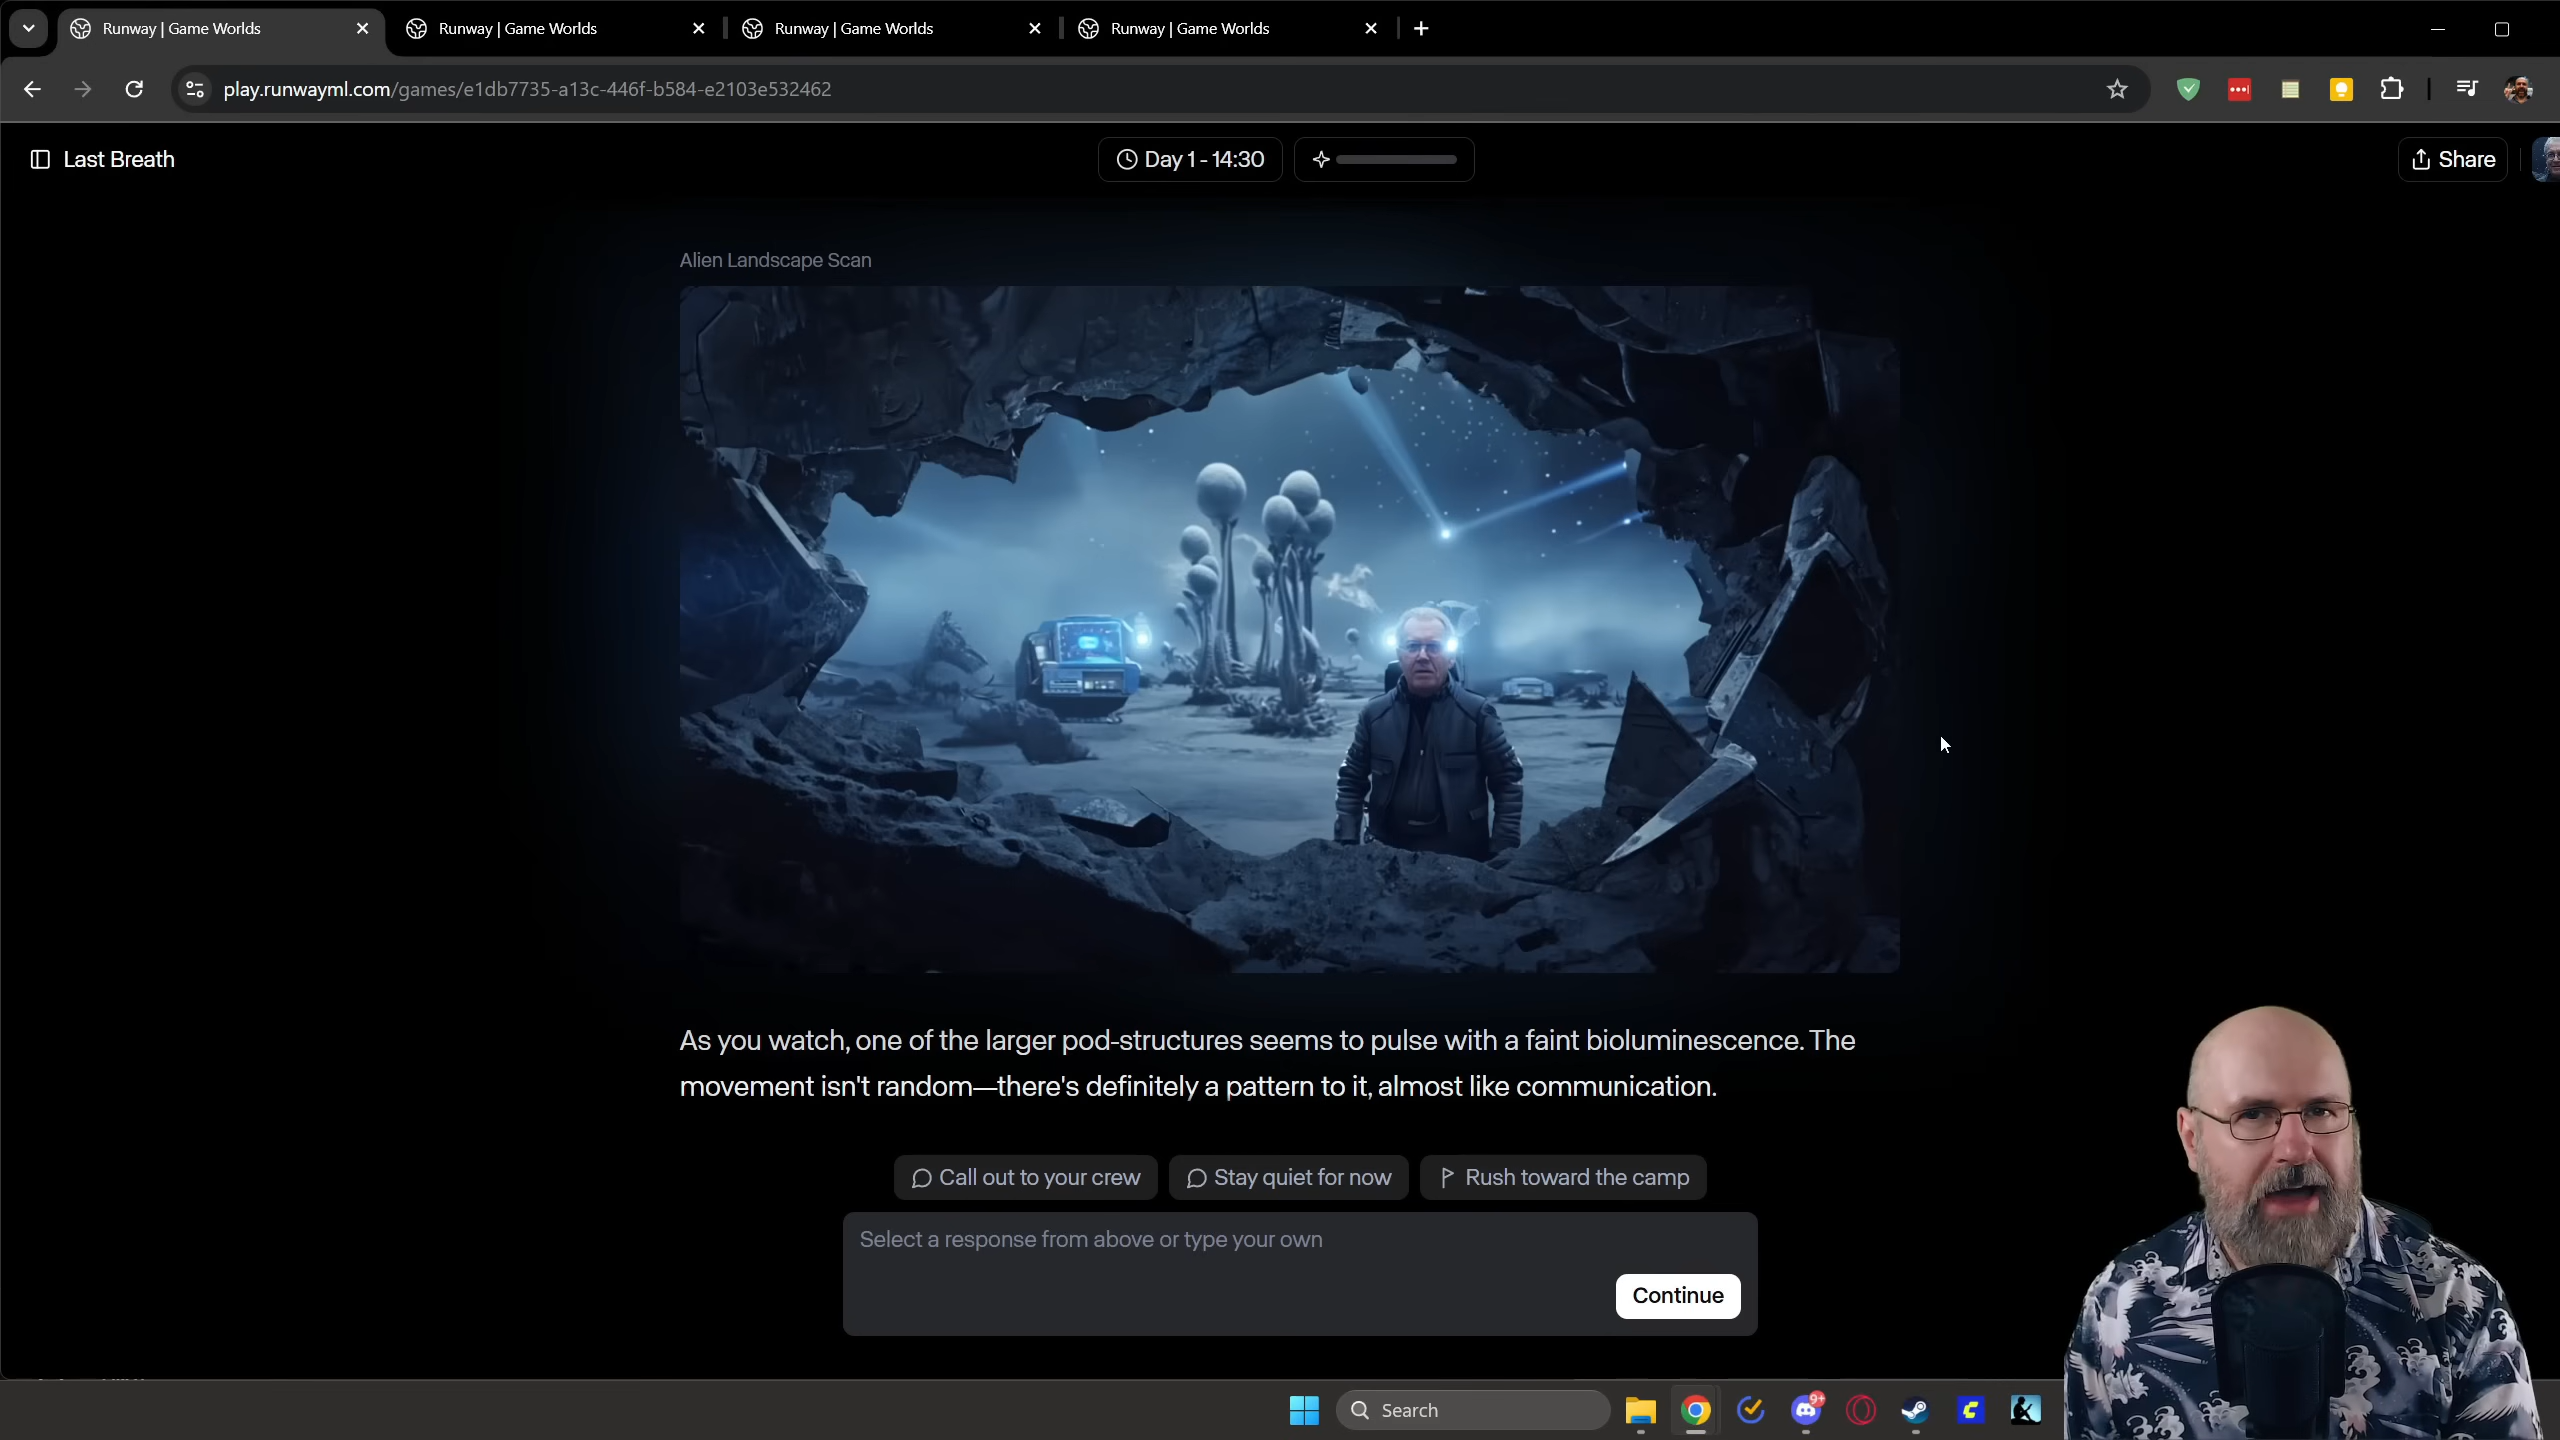 Runway | Game Worlds
Runway | Game Worlds
Runway | Game Worlds
Runway | Game Worlds
play.runwayml.com/games/e1db7735-a13c-446f-b584-e2103e532462
Last Breath
Day 1 - 14:30
Share
Alien Landscape Scan
As you watch, one of the larger pod-structures seems to pulse with a faint bioluminescence. The
movement isn't random—there's definitely a pattern to it, almost like communication.
Call out to your crew
Stay quiet for now
Rush toward the camp
Select a response from above or type your own
Continue
Search
9+